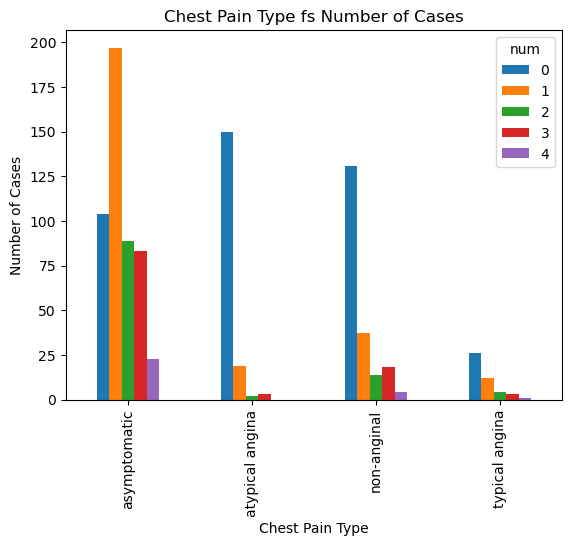 Chest Pain Type fs Number of Cases
num
0
1
2
3
4
Number of Cases
200
175
150
125
100
75
50
25
0
asymptomatic
atypical angina
non-anginal
typical angina
Chest Pain Type